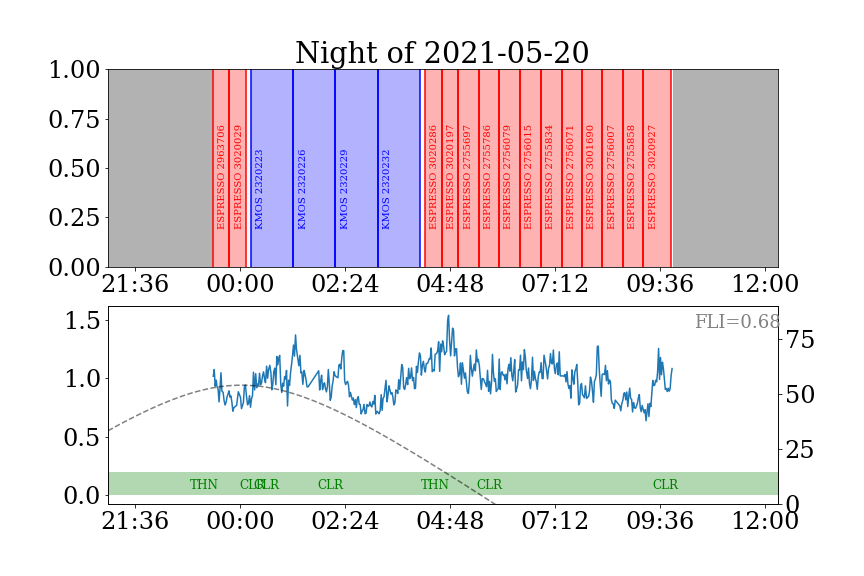 Night of 2021-05-20
1.00
0.75
0.50
0.25
0.00
ESPRESSO 2963706
ESPRESSO 3020029
KMOS 2320223
KMOS 2320226
KMOS 2320229
KMOS 2320232
ESPRESSO 3020286
ESPRESSO 3020197
ESPRESSO 2755697
ESPRESSO 2755786
ESPRESSO 2756079
ESPRESSO 2756015
ESPRESSO 2755834
ESPRESSO 2756071
ESPRESSO 3001690
ESPRESSO 2756007
ESPRESSO 2755858
ESPRESSO 3020927
21:36 00:00 02:24 04:48 07:12 09:36 12:00
FLI=0.68
1.5
1.0
0.5
0.0
75
50
25
0
THN CLR CLR CLR THN CLR CLR
21:36 00:00 02:24 04:48 07:12 09:36 12:00